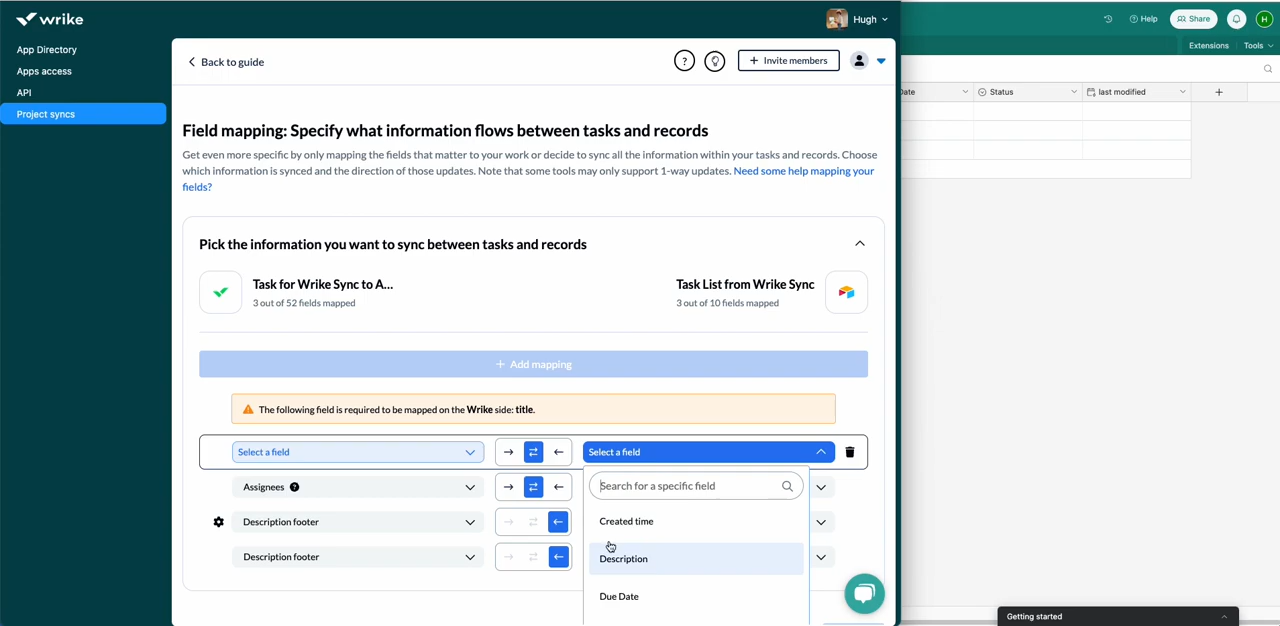 wrike
Hugh
App Directory
Apps access
API
Project syncs
Back to guide
?
+ Invite members
Help
Share
H
Extensions
Tools
Status
last modified
+
Field mapping: Specify what information flows between tasks and records
Get even more specific by only mapping the fields that matter to your work or decide to sync all the information within your tasks and records. Choose
which information is synced and the direction of those updates. Note that some tools may only support 1-way updates. Need some help mapping your
fields?
Pick the information you want to sync between tasks and records
Task for Wrike Sync to A...
3 out of 52 fields mapped
Task List from Wrike Sync
3 out of 10 fields mapped
+ Add mapping
The following field is required to be mapped on the Wrike side: title.
Select a field
Select a field
Assignees ?
Search for a specific field
Description footer
Created time
Description footer
Description
Due Date
Getting started